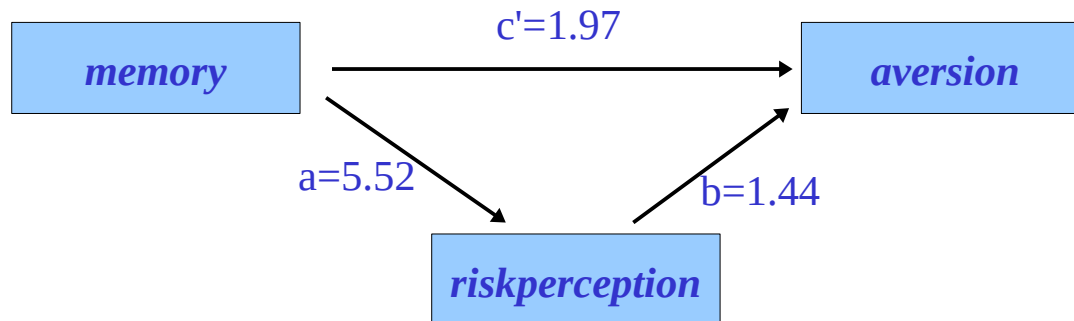 c'=1.97
memory
aversion
a=5.52
b=1.44
riskperception